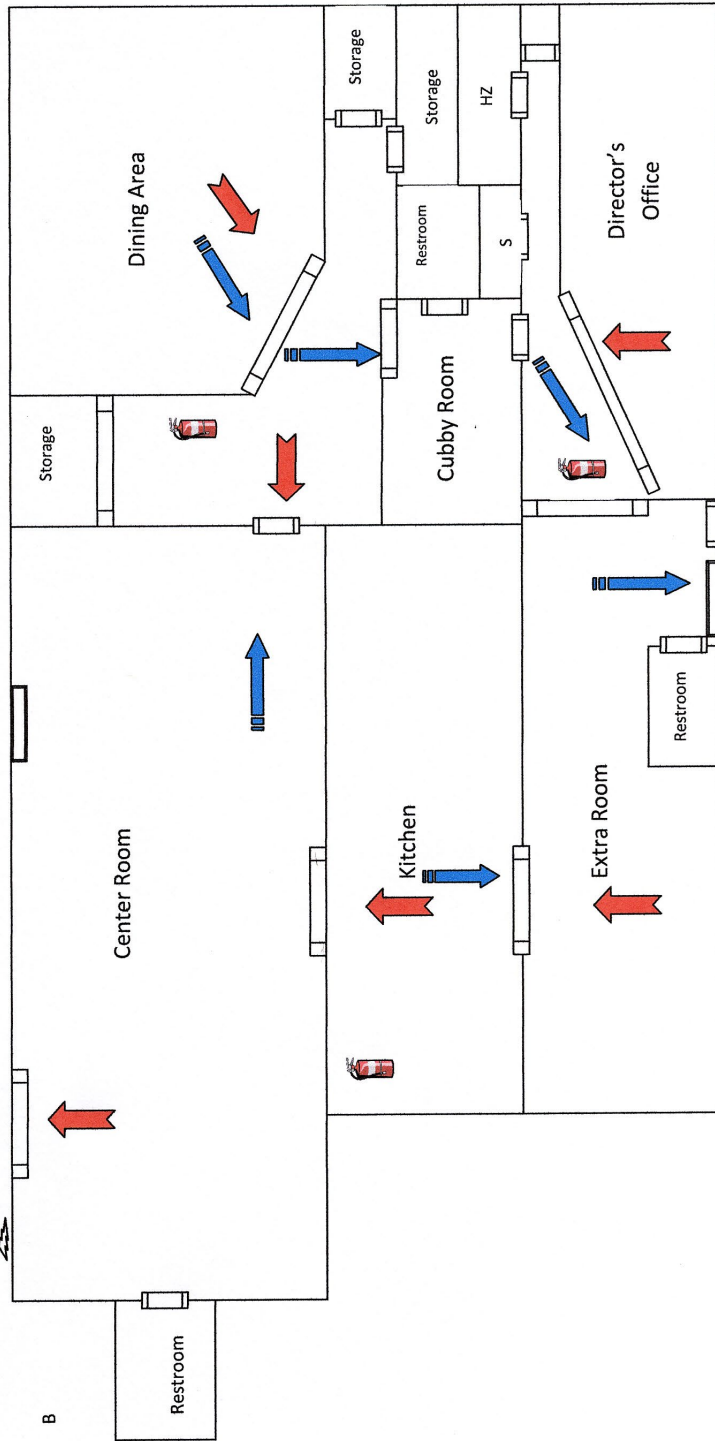 B
Restroom
Center Room
Storage
Dining Area
Kitchen
Cubby Room
Restroom
Storage
Storage
S
HZ
Extra Room
Restroom
Director's
Office